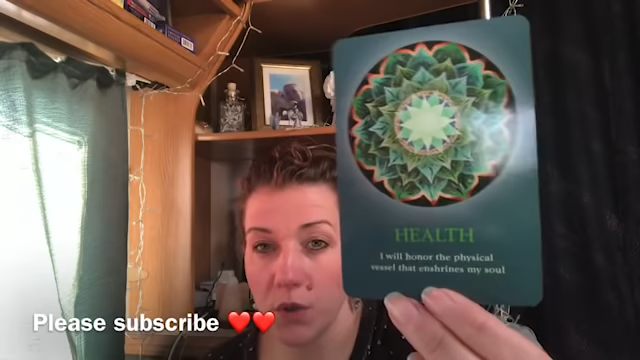 HEALTH
I will honor the physical
vessel that enshrines my soul
Please subscribe ❤️❤️